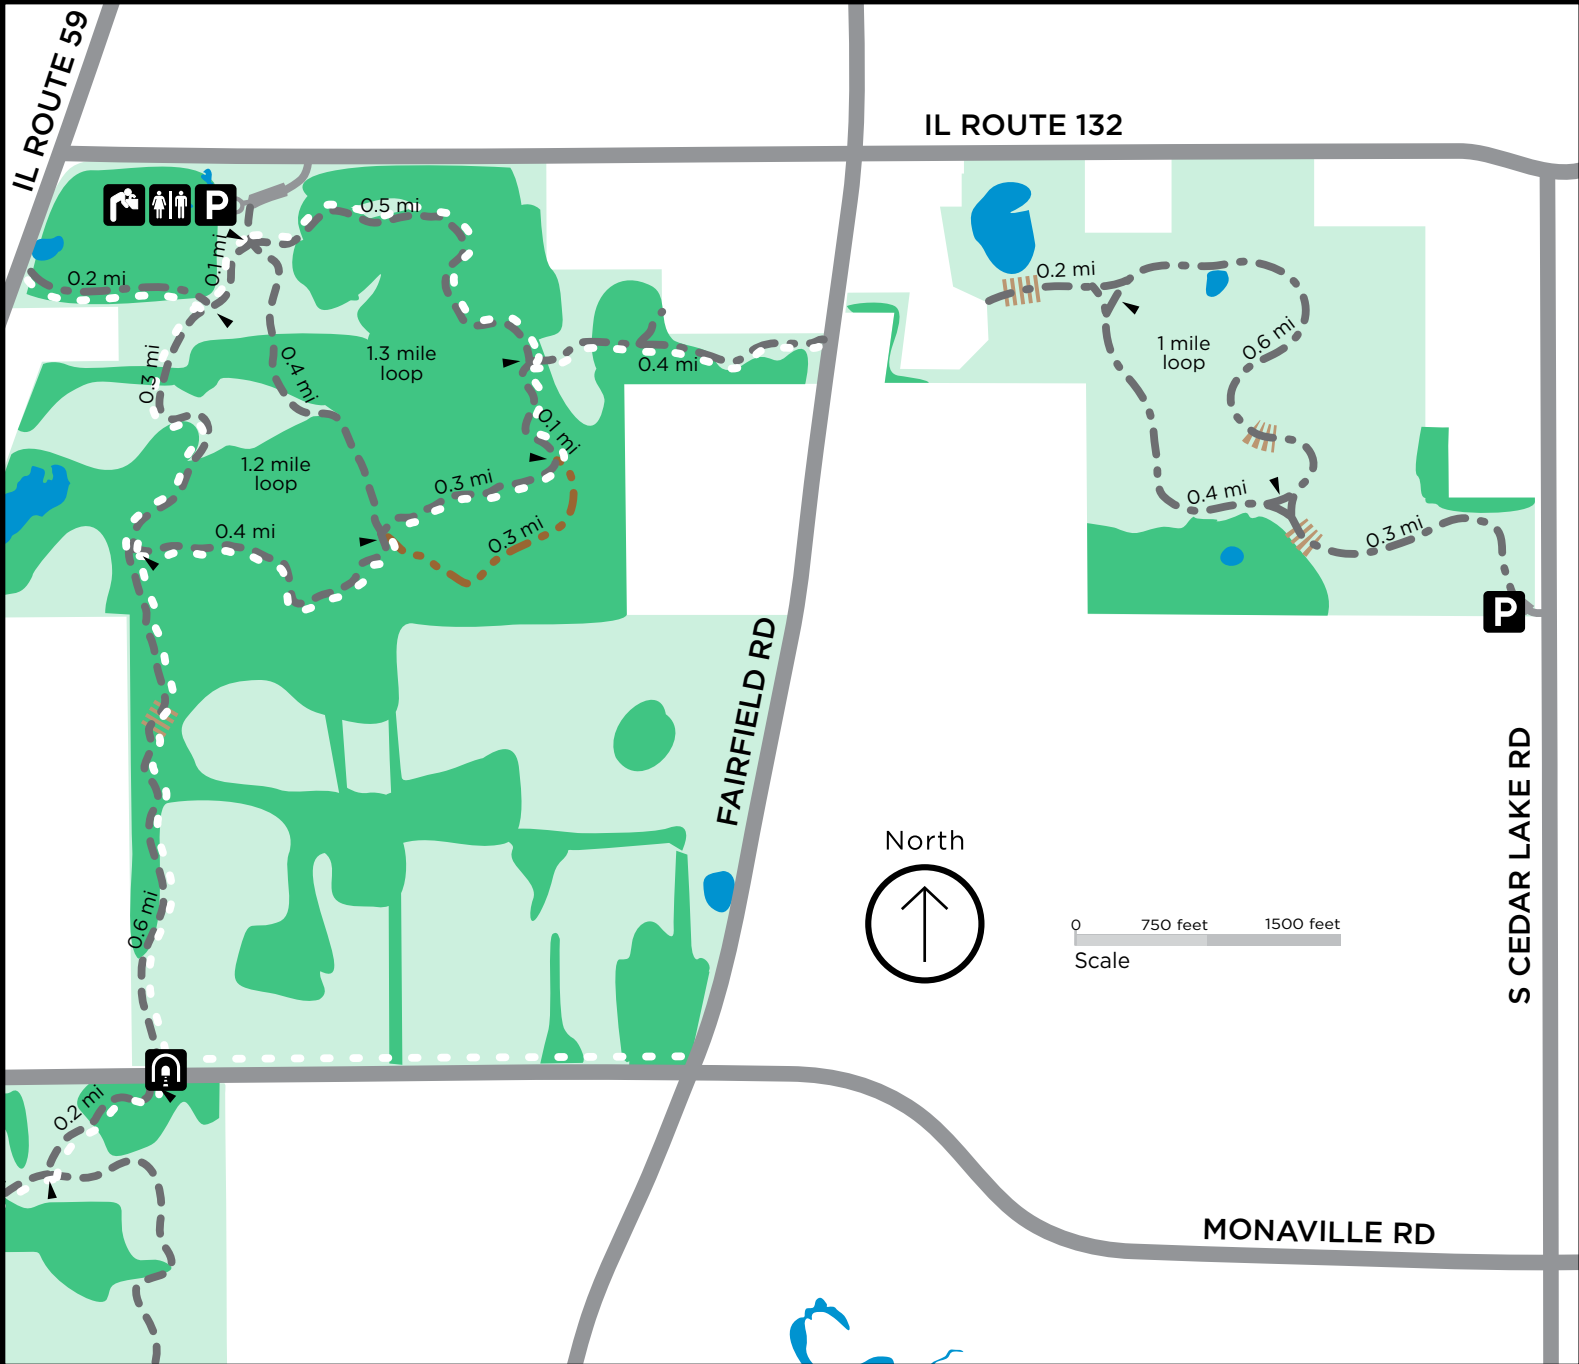 IL ROUTE 59
IL ROUTE 132
P
0.5 mi
0.1 mi
0.2 mi
0.2 mi
0.3 mi
0.4 mi
1.3 mile
loop
0.4 mi
1 mile
loop
0.6 mi
0.1 mi
1.2 mile
loop
0.3 mi
0.4 mi
0.4 mi
0.3 mi
0.3 mi
P
FAIRFIELD RD
S CEDAR LAKE RD
North
0 750 feet 1500 feet
Scale
0.6 mi
0.2 mi
MONAVILLE RD